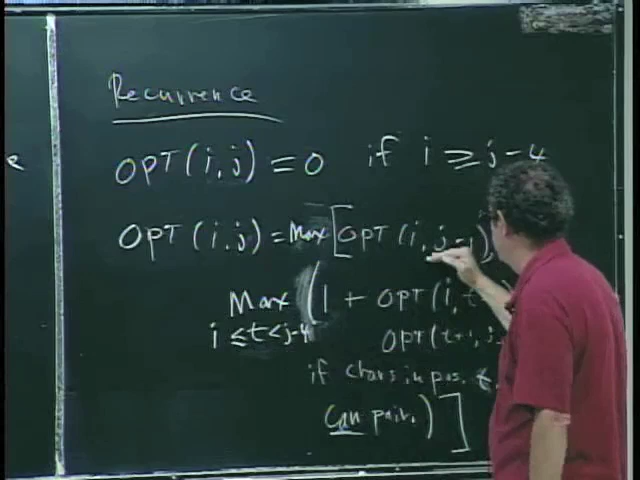 e
Recurrence
OPT(i,j) = 0 if i ≥ j-4
OPT(i,j) = Max [OPT(i,j-1)
Max (1 + OPT(i,t
i ≤ t < j-4 OPT(t+1,j
if chars in pos. t,
can pair.) ]